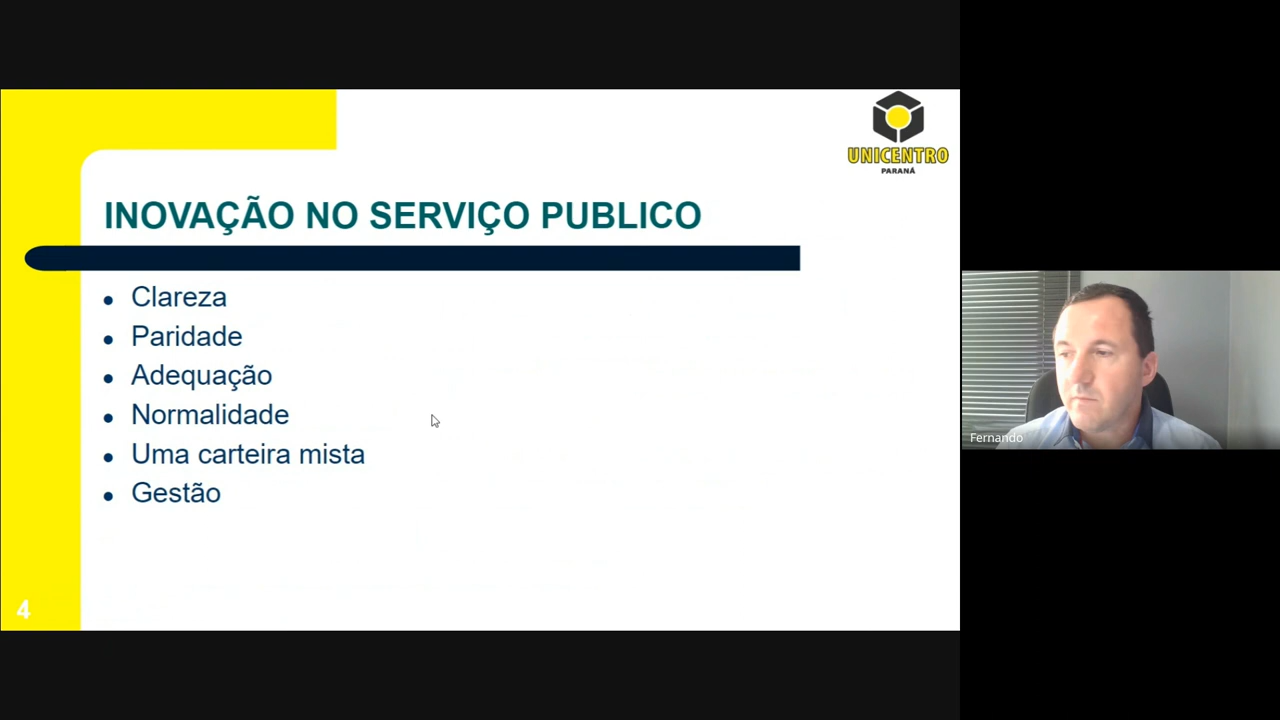 UNICENTRO
PARANÁ
INOVAÇÃO NO SERVIÇO PUBLICO
Clareza
Paridade
Adequação
Normalidade
Uma carteira mista
Gestão
4
Fernando